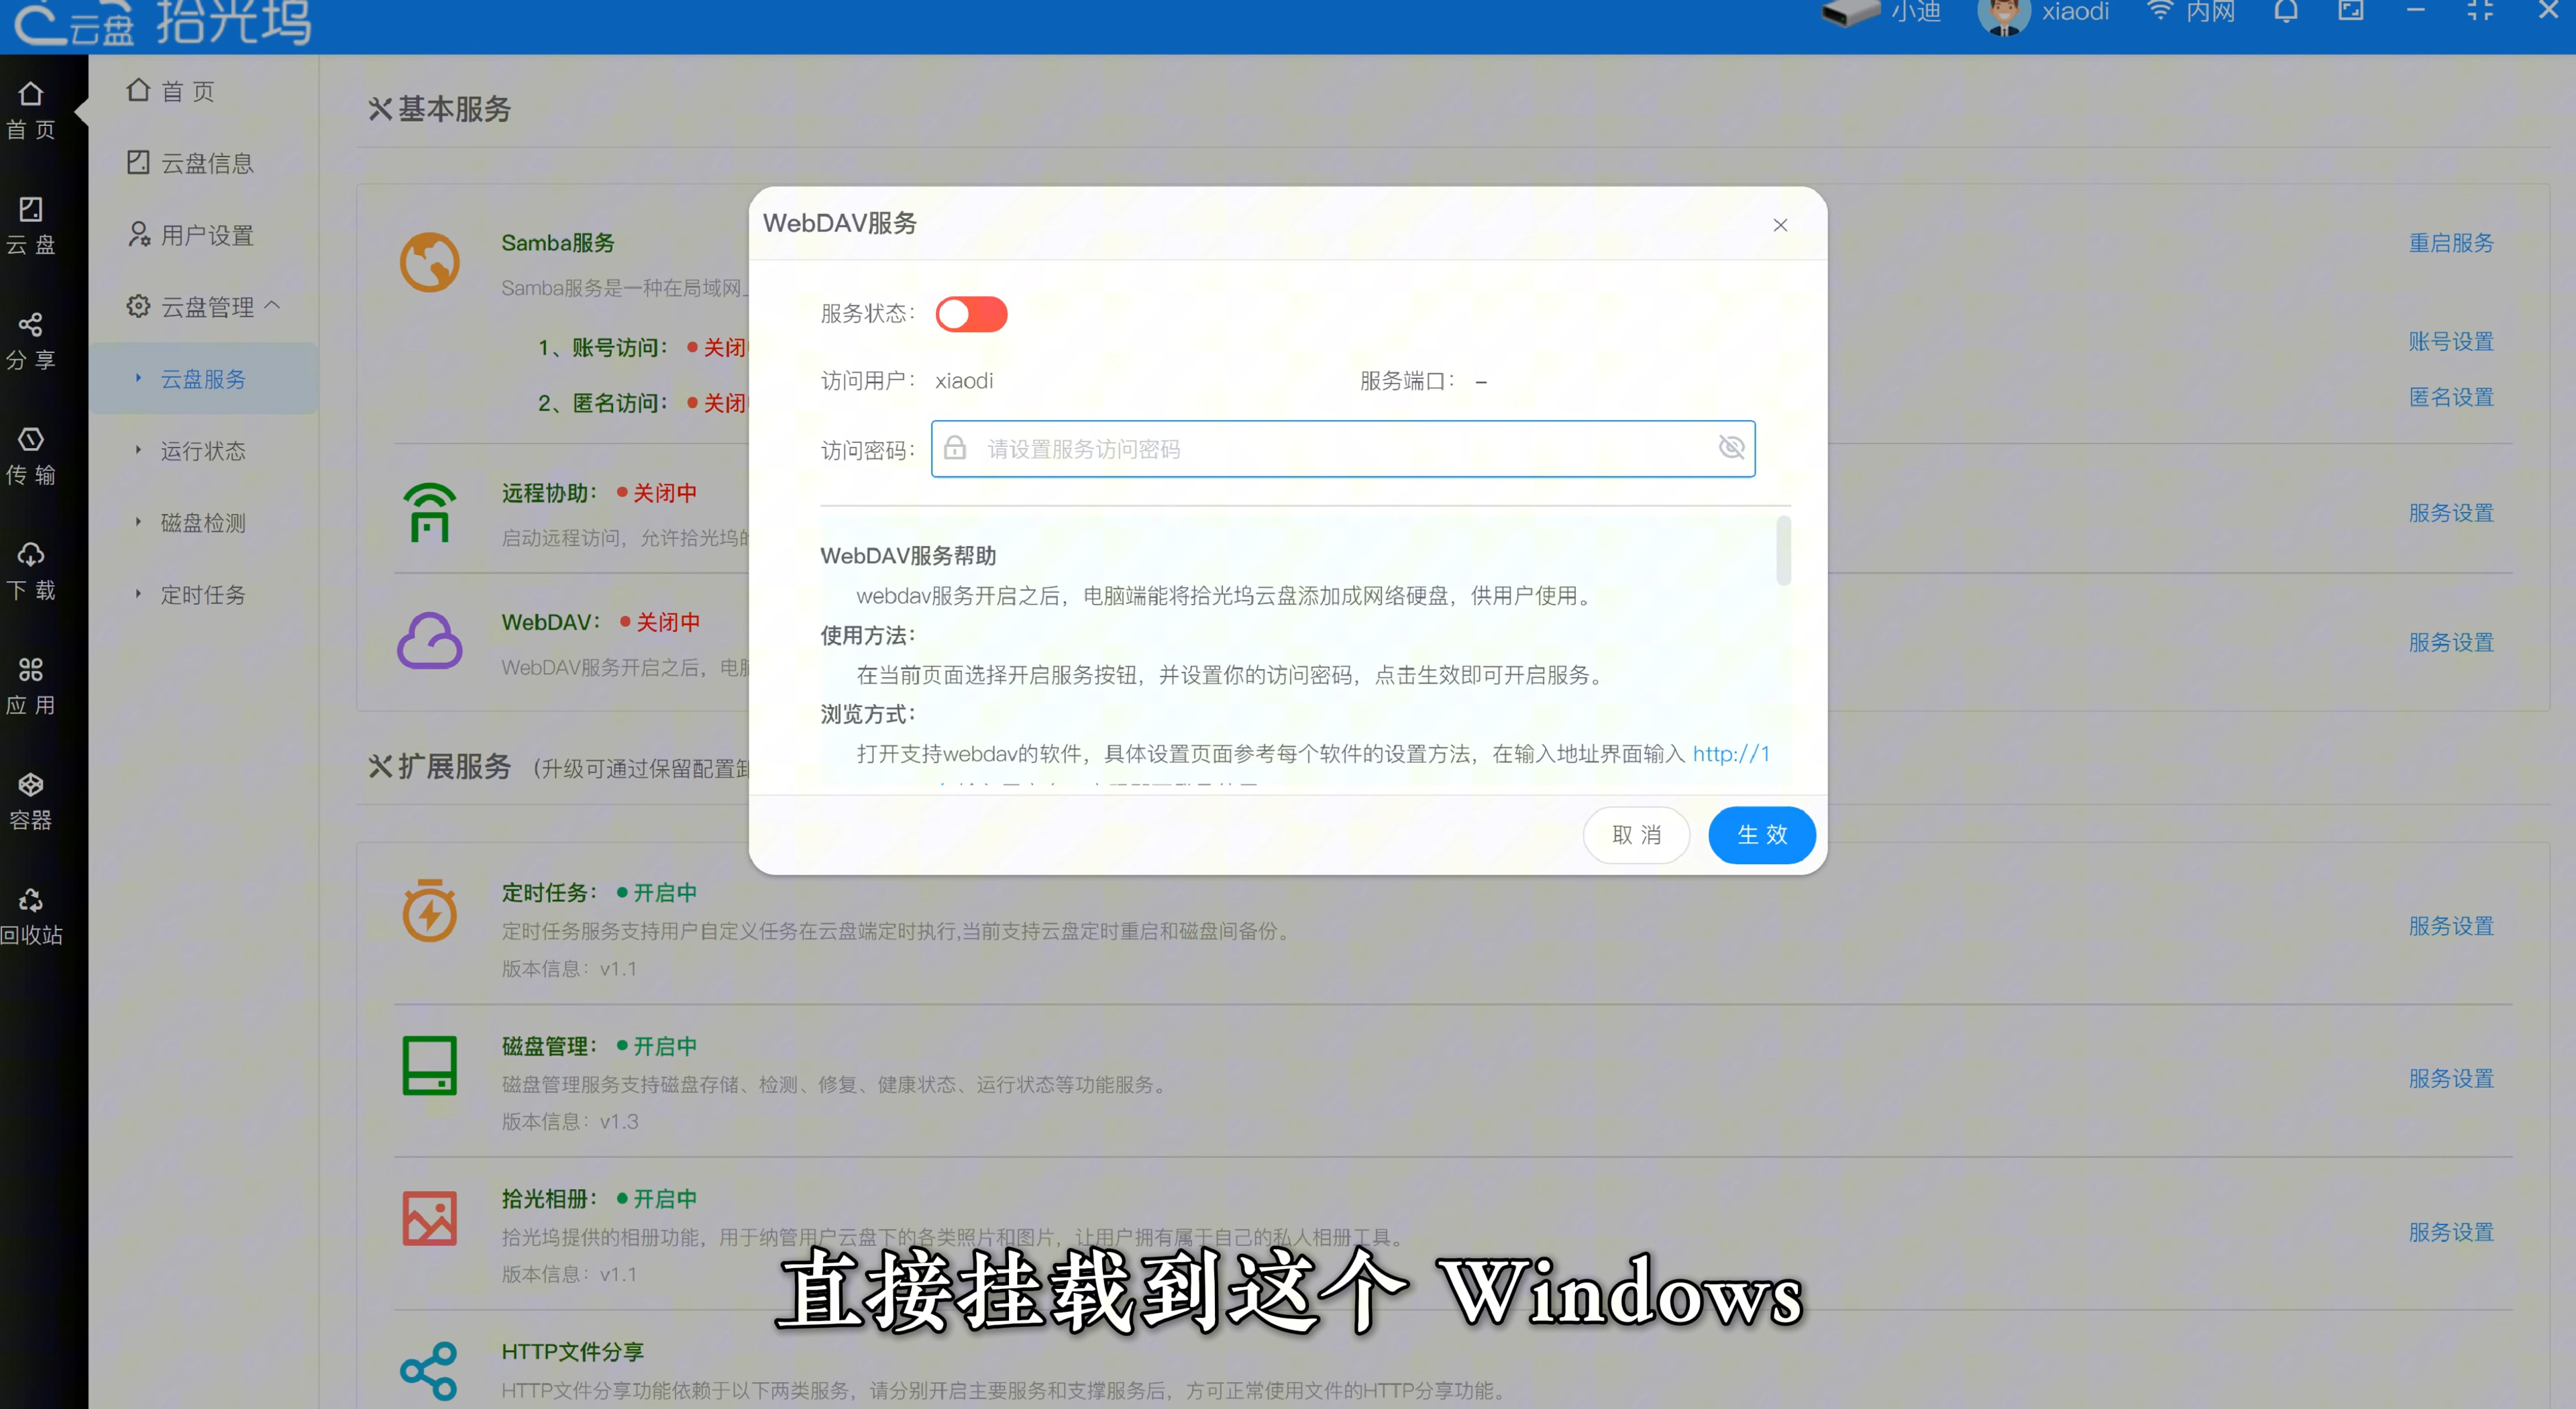 云盘 拾光坞
小迪 xiaodi 内网
首页
云盘
分享
传输
下载
应用
容器
回收站
首页
云盘信息
用户设置
云盘管理
云盘服务
运行状态
磁盘检测
定时任务
基本服务
Samba服务
重启服务
Samba服务是一种在局域网
1、账号访问： 关闭
账号设置
2、匿名访问： 关闭
匿名设置
远程协助： 关闭中
启动远程访问，允许拾光坞的
服务设置
WebDAV： 关闭中
WebDAV服务开启之后，电脑
服务设置
WebDAV服务
服务状态：
访问用户： xiaodi 服务端口： –
访问密码： 请设置服务访问密码
WebDAV服务帮助
webdav服务开启之后，电脑端能将拾光坞云盘添加成网络硬盘，供用户使用。
使用方法：
在当前页面选择开启服务按钮，并设置你的访问密码，点击生效即可开启服务。
浏览方式：
打开支持webdav的软件，具体设置页面参考每个软件的设置方法，在输入地址界面输入 http://1
取消 生效
扩展服务 （升级可通过保留配置卸
定时任务： 开启中
定时任务服务支持用户自定义任务在云盘端定时执行,当前支持云盘定时重启和磁盘间备份。
版本信息：v1.1
服务设置
磁盘管理： 开启中
磁盘管理服务支持磁盘存储、检测、修复、健康状态、运行状态等功能服务。
版本信息：v1.3
服务设置
拾光相册： 开启中
拾光坞提供的相册功能，用于纳管用户云盘下的各类照片和图片，让用户拥有属于自己的私人相册工具。
版本信息：v1.1
服务设置
直接挂载到这个 Windows
HTTP文件分享
HTTP文件分享功能依赖于以下两类服务，请分别开启主要服务和支撑服务后，方可正常使用文件的HTTP分享功能。